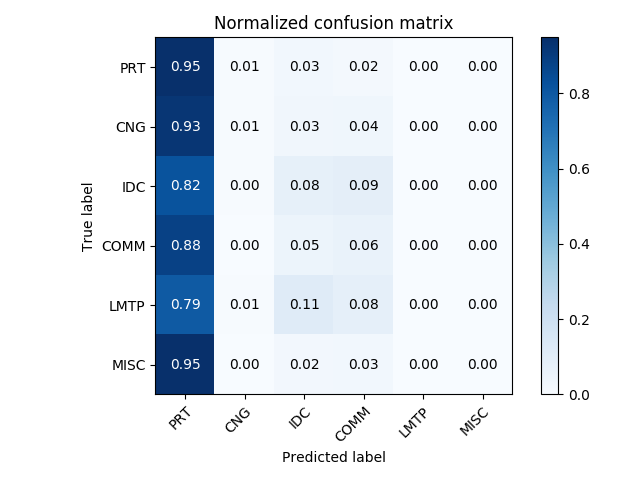 Normalized confusion matrix
PRT 0.95 0.01 0.03 0.02 0.00 0.00
CNG 0.93 0.01 0.03 0.04 0.00 0.00
IDC 0.82 0.00 0.08 0.09 0.00 0.00
COMM 0.88 0.00 0.05 0.06 0.00 0.00
LMTP 0.79 0.01 0.11 0.08 0.00 0.00
MISC 0.95 0.00 0.02 0.03 0.00 0.00
True label
PRT CNG IDC COMM LMTP MISC
Predicted label
0.8
0.6
0.4
0.2
0.0